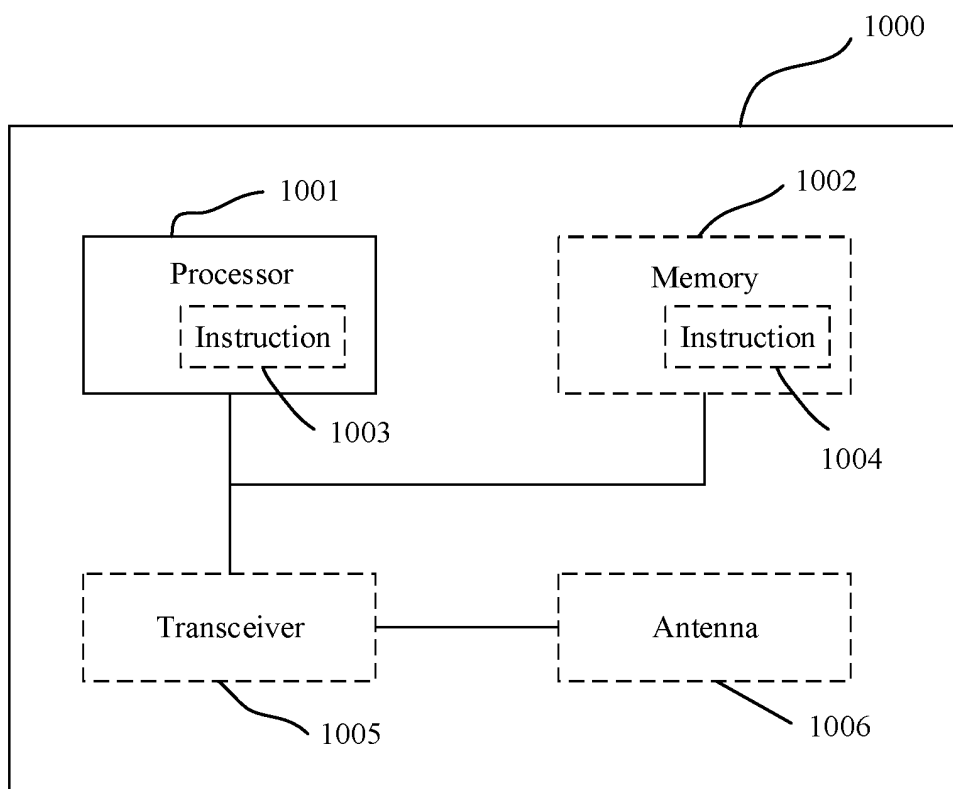 1000
1001
1002
Processor
Memory
Instruction
Instruction
1003
1004
Transceiver
Antenna
1005
1006